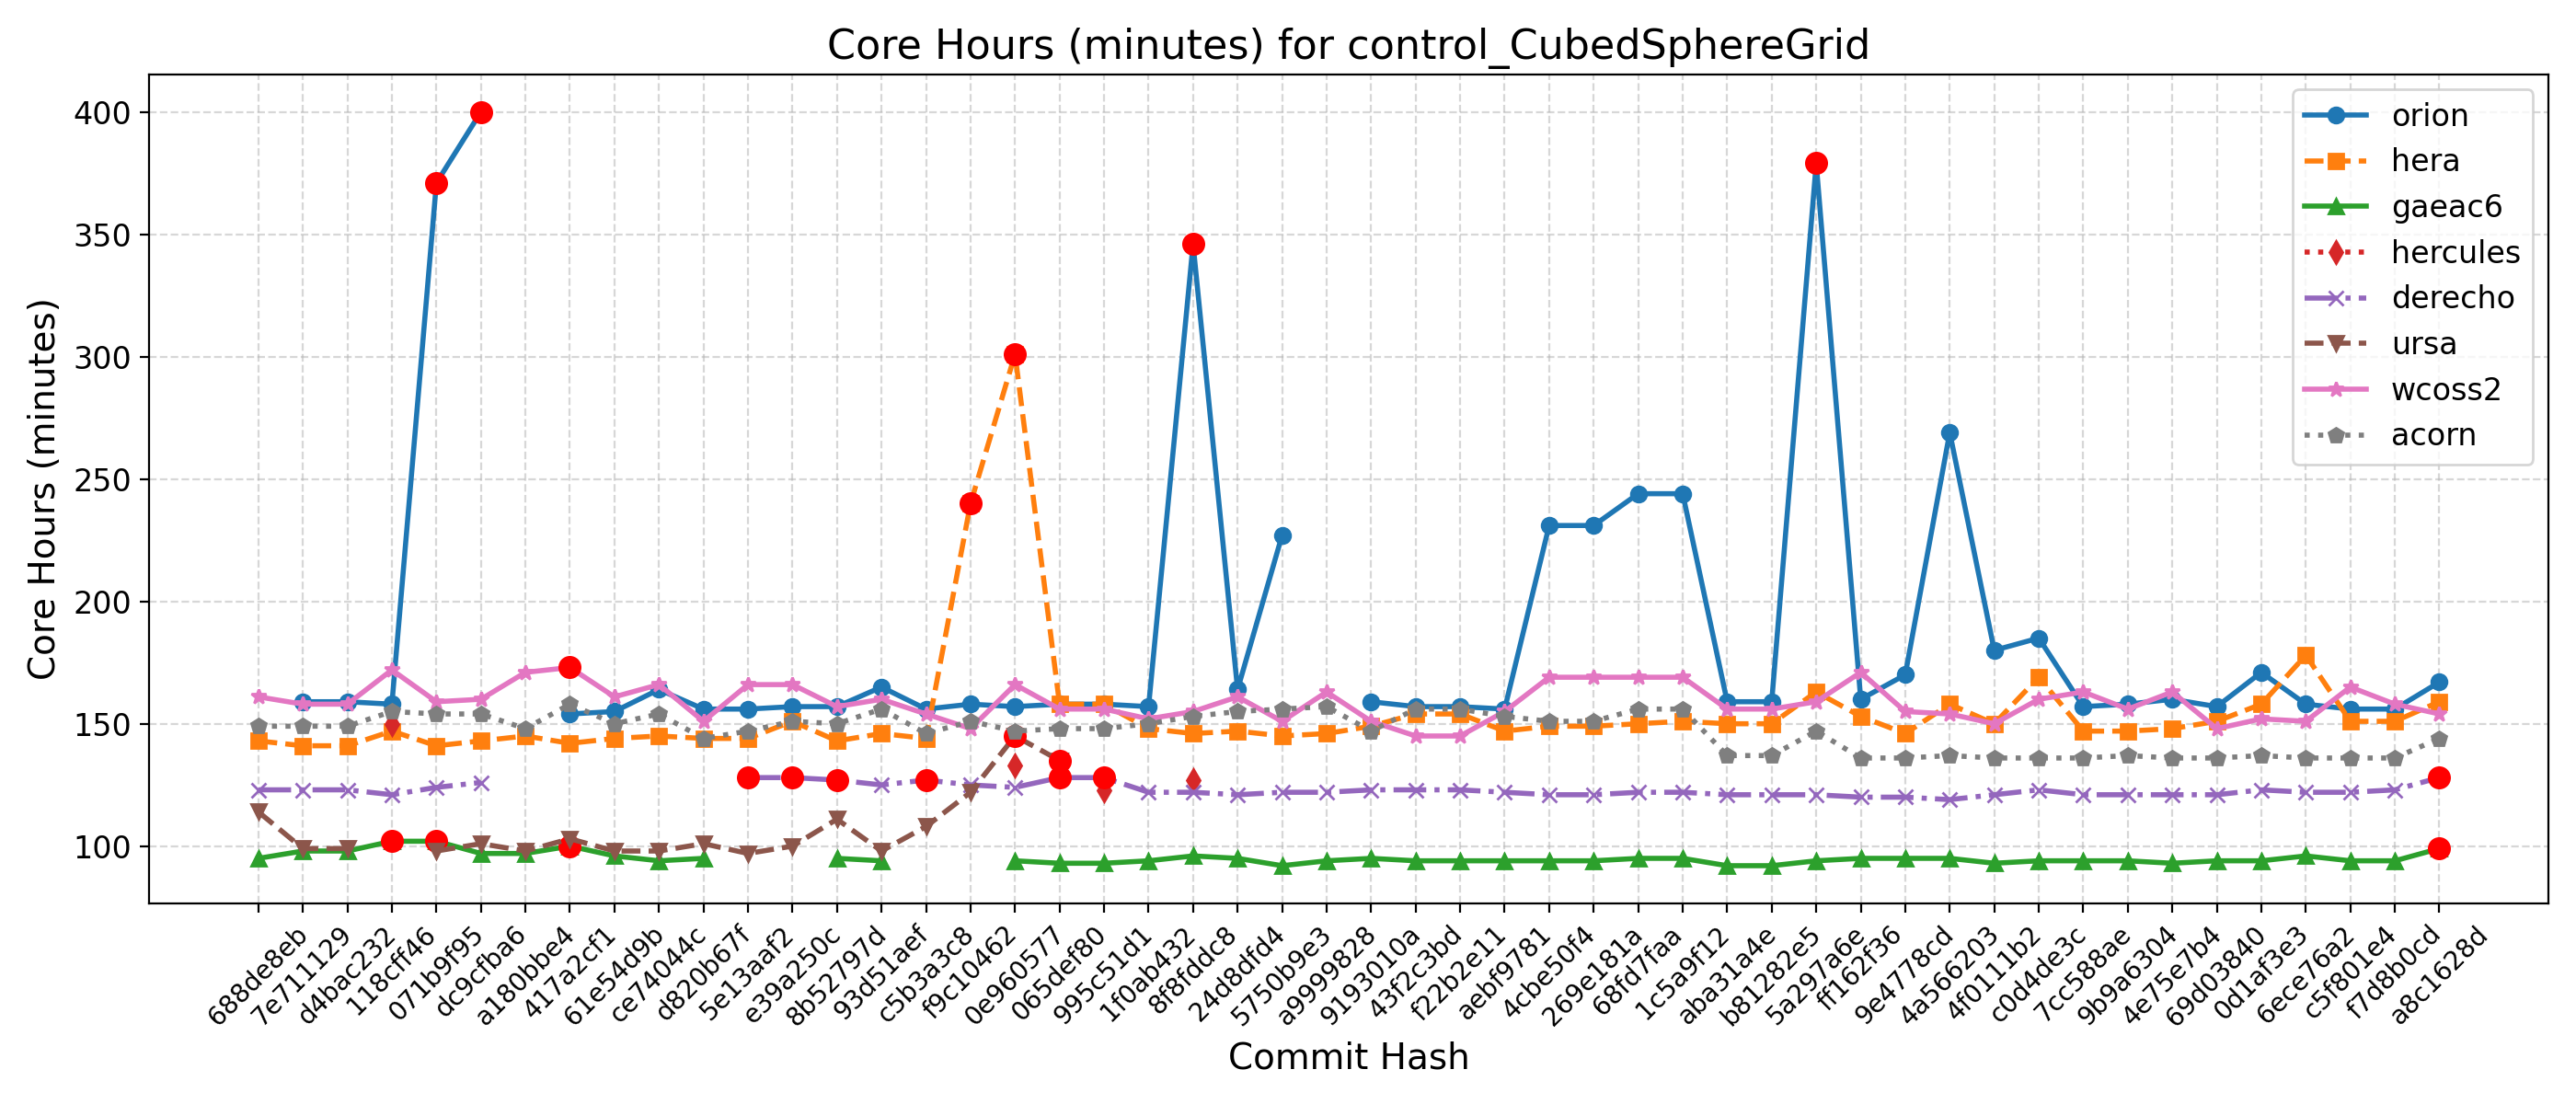 Core Hours (minutes) for control_CubedSphereGrid
Core Hours (minutes)
400
350
300
250
200
150
100
orion
hera
gaeac6
hercules
derecho
ursa
wcoss2
acorn
688de8eb
7e711129
d4bac232
118cff46
071b9f95
dc9cfba6
a180bbe4
417a2cf1
61e54d9b
ce74044c
d820b67f
5e13aaf2
e39a250c
8b52797d
93d51aef
c5b3a3c8
f9c10462
0e960577
065def80
995c51d1
1f0ab432
8f8fddc8
24d8dfd4
5750b9e3
a9999828
9193010a
43f2c3bd
f22b2e11
aebf9781
4cbe50f4
269e181a
68fd7faa
1c5a9f12
aba31a4e
b81282e5
5a297a6e
ff162f36
9e4778cd
4a566203
4f0111b2
c0d4de3c
7cc588ae
9b9a6304
4e75e7b4
69d03840
0d1af3e3
6ece76a2
c5f801e4
f7d8b0cd
a8c1628d
Commit Hash